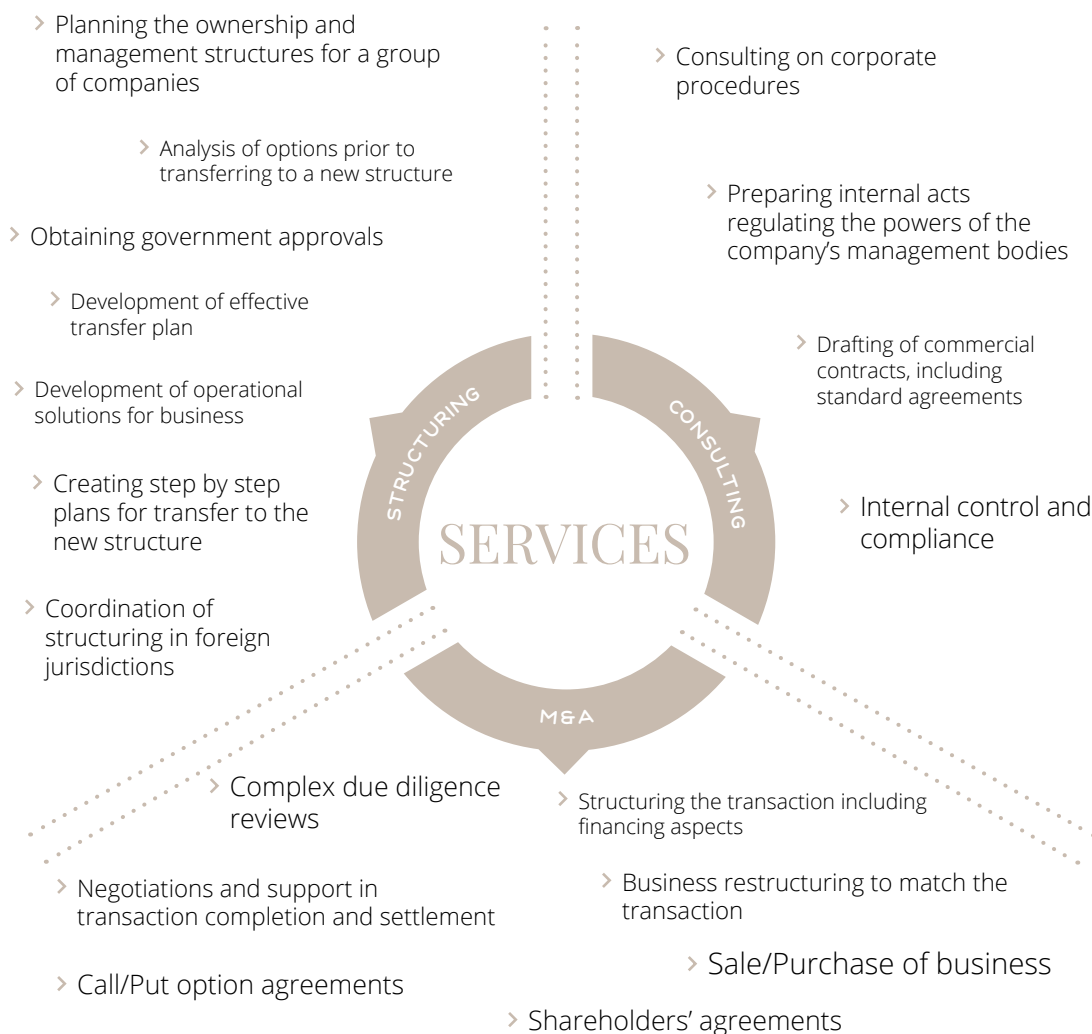 Planning the ownership and
management structures for a group
of companies
Analysis of options prior to
transferring to a new structure
Obtaining government approvals
Development of effective
transfer plan
Development of operational
solutions for business
Creating step by step
plans for transfer to the
new structure
Coordination of
structuring in foreign
jurisdictions
Consulting on corporate
procedures
Preparing internal acts
regulating the powers of the
company’s management bodies
Drafting of commercial
contracts, including
standard agreements
Internal control and
compliance
STRUCTURING
CONSULTING
SERVICES
M&A
Complex due diligence
reviews
Negotiations and support in
transaction completion and settlement
Call/Put option agreements
Structuring the transaction including
financing aspects
Business restructuring to match the
transaction
Sale/Purchase of business
Shareholders’ agreements